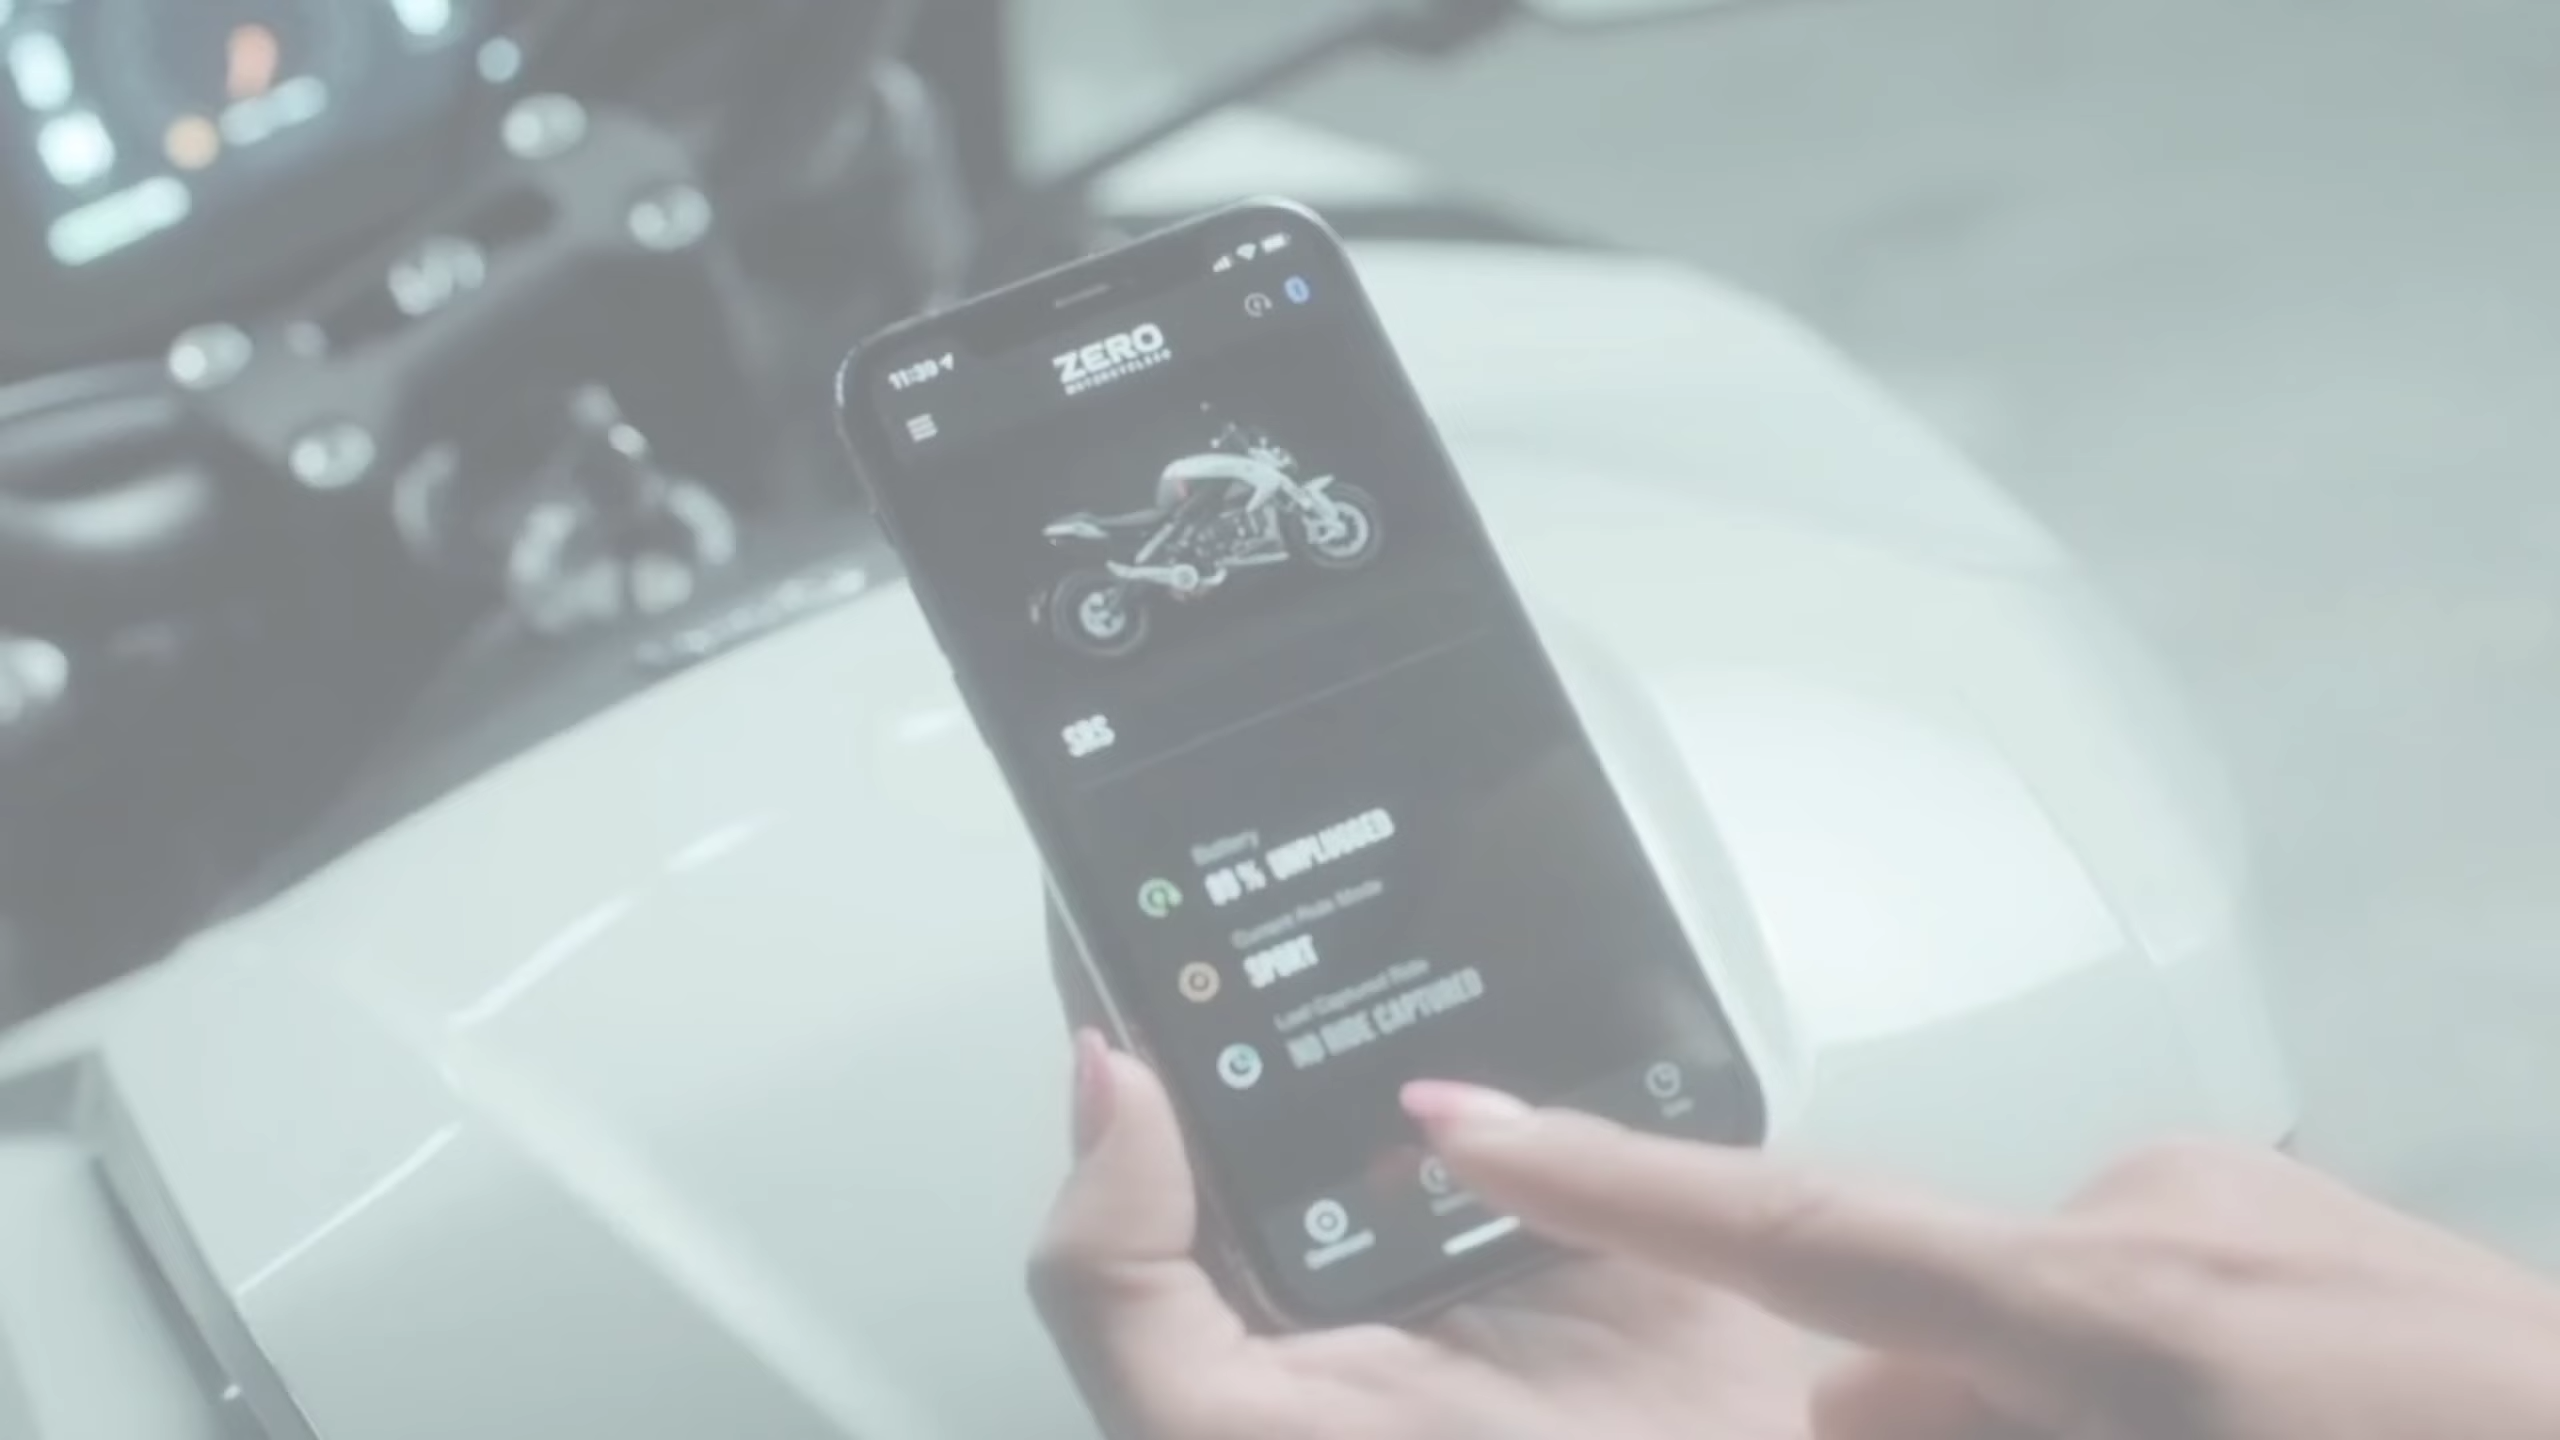 11:39
ZERO
MOTORCYCLES
SRS
Battery
% UNPLUGGED
Current Ride Mode
SPORT
Last Captured Ride
NO RIDE CAPTURED